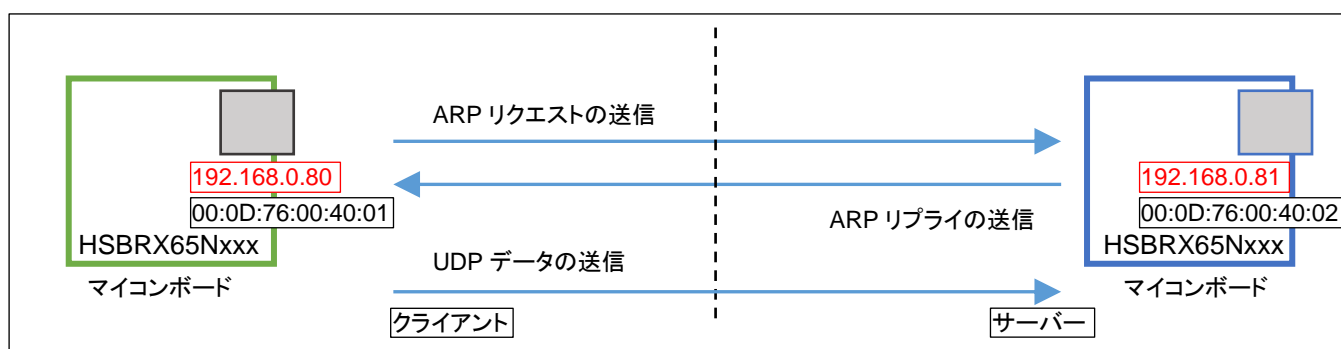 ARP リクエストの送信
192.168.0.80
192.168.0.81
00:0D:76:00:40:01
ARP リプライの送信
00:0D:76:00:40:02
HSBRX65Nxxx
UDP データの送信
HSBRX65Nxxx
マイコンボード
マイコンボード
クライアント
サーバー